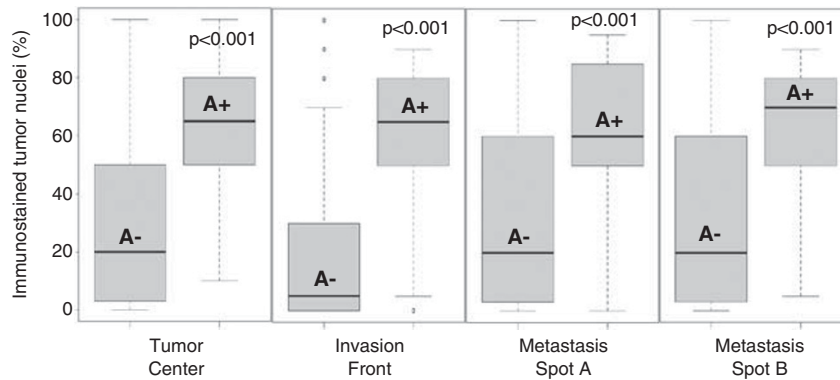 Immunostained tumor nuclei (%)
100
80
60
40
20
0
p<0.001
A+
A-
p<0.001
A+
A-
p<0.001
A+
A-
p<0.001
A+
A-
Tumor
Center
Invasion
Front
Metastasis
Spot A
Metastasis
Spot B